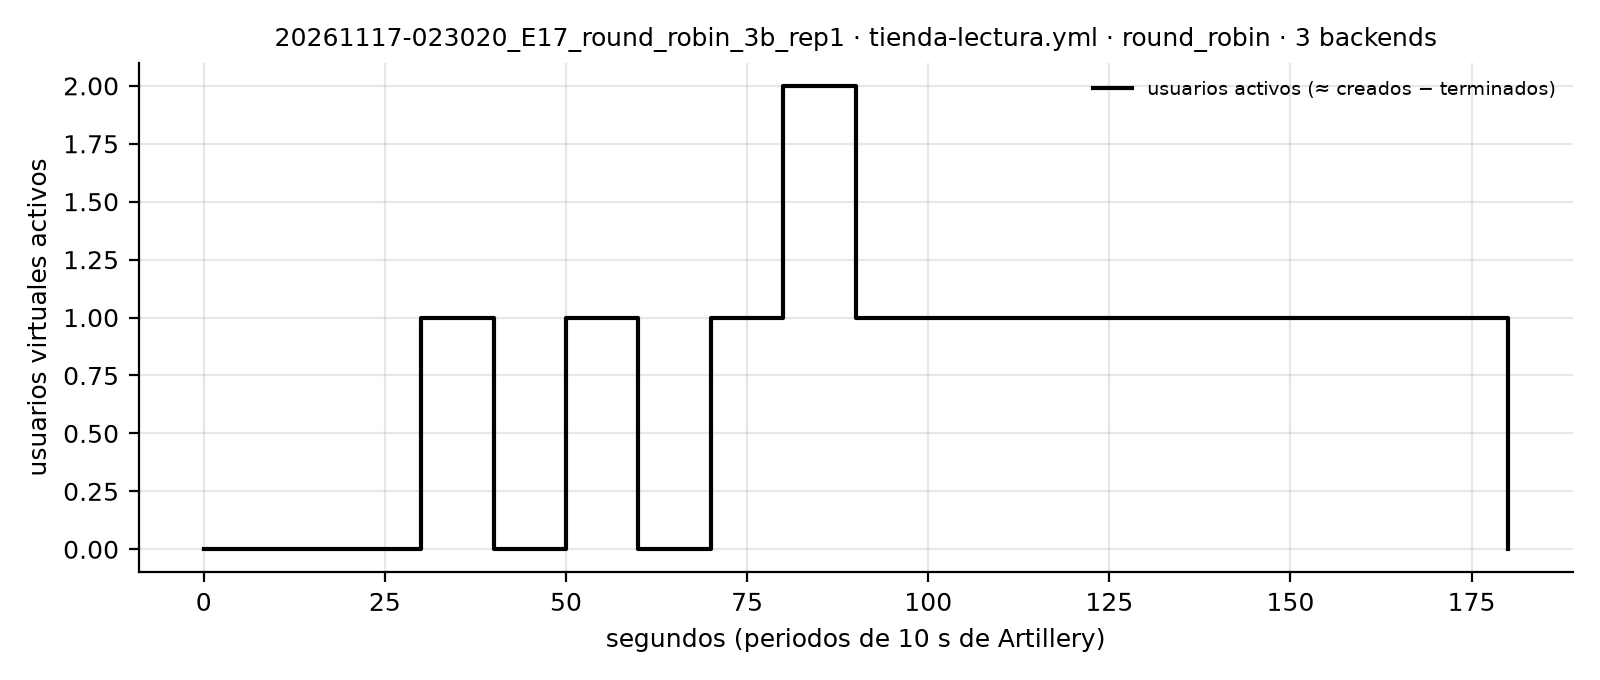 20261117-023020_E17_round_robin_3b_rep1 · tienda-lectura.yml · round_robin · 3 backends
usuarios activos (≈ creados − terminados)
usuarios virtuales activos
2.00
1.75
1.50
1.25
1.00
0.75
0.50
0.25
0.00
0 25 50 75 100 125 150 175
segundos (periodos de 10 s de Artillery)